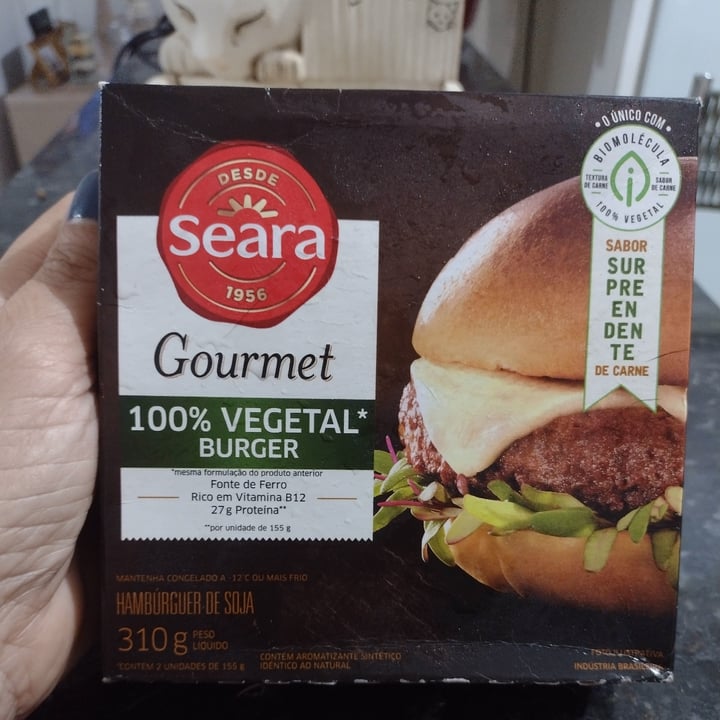 DESDE
Seara
1956
Gourmet
100% VEGETAL*
BURGER
*mesma formulação do produto anterior
Fonte de Ferro
Rico em Vitamina B12
27g Proteína**
**por unidade de 155 g
• O ÚNICO COM •
BIOMOLÉCULA
TEXTURA
DE CARNE
SABOR
DE CARNE
100% VEGETAL
SABOR
SUR
PRE
EN
DEN
TE
DE CARNE
MANTENHA CONGELADO A -12°C OU MAIS FRIO
HAMBÚRGUER DE SOJA
310 g PESO
LÍQUIDO
*CONTÉM 2 UNIDADES DE 155 g
CONTÉM AROMATIZANTE SINTÉTICO
IDÊNTICO AO NATURAL
FOTO ILUSTRATIVA
INDÚSTRIA BRASILEIRA